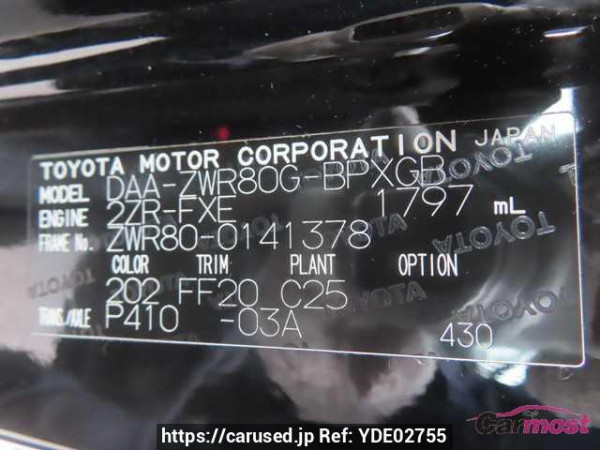 TOYOTA MOTOR CORPORATION JAPAN
MODEL DAA-ZWR80G-BPXGB
ENGINE 2ZR-FXE 1797 mL
FRAME No. ZWR80-0141378
COLOR TRIM PLANT OPTION
202 FF20 C25
TRANS./AXLE P410 -03A
430
Carmost
https://carused.jp Ref: YDE02755